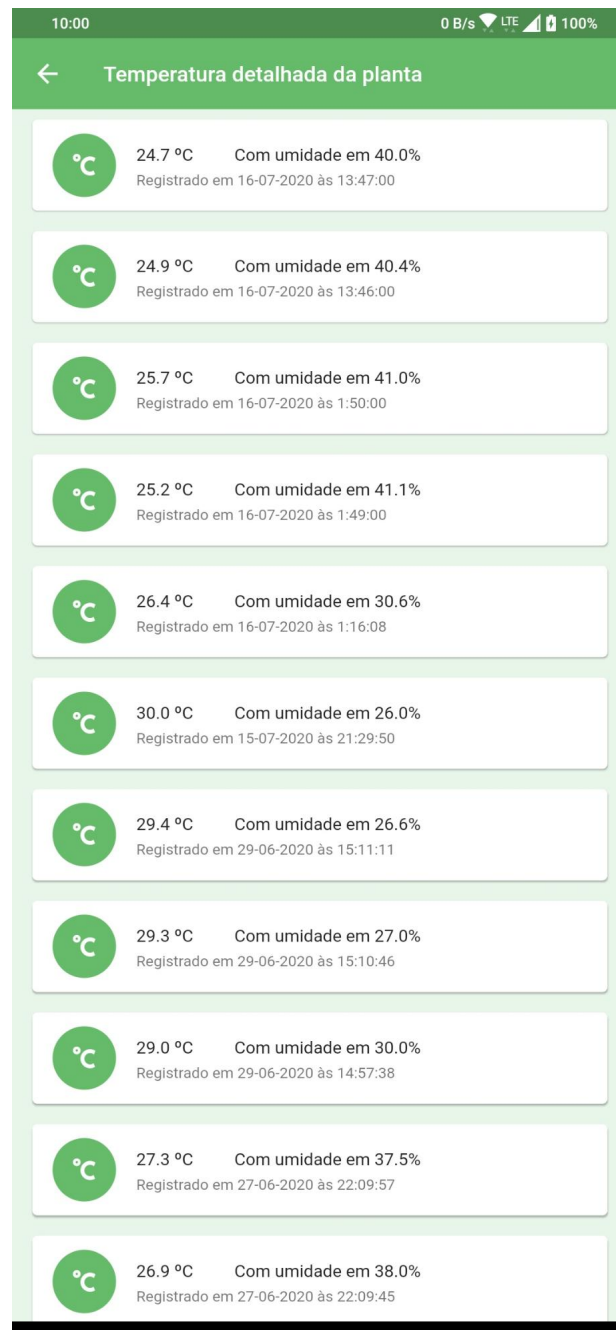 10:00 0 B/s LTE 100%
Temperatura detalhada da planta
°C 24.7 ºC Com umidade em 40.0%
Registrado em 16-07-2020 às 13:47:00
°C 24.9 ºC Com umidade em 40.4%
Registrado em 16-07-2020 às 13:46:00
°C 25.7 ºC Com umidade em 41.0%
Registrado em 16-07-2020 às 1:50:00
°C 25.2 ºC Com umidade em 41.1%
Registrado em 16-07-2020 às 1:49:00
°C 26.4 ºC Com umidade em 30.6%
Registrado em 16-07-2020 às 1:16:08
°C 30.0 ºC Com umidade em 26.0%
Registrado em 15-07-2020 às 21:29:50
°C 29.4 ºC Com umidade em 26.6%
Registrado em 29-06-2020 às 15:11:11
°C 29.3 ºC Com umidade em 27.0%
Registrado em 29-06-2020 às 15:10:46
°C 29.0 ºC Com umidade em 30.0%
Registrado em 29-06-2020 às 14:57:38
°C 27.3 ºC Com umidade em 37.5%
Registrado em 27-06-2020 às 22:09:57
°C 26.9 ºC Com umidade em 38.0%
Registrado em 27-06-2020 às 22:09:45